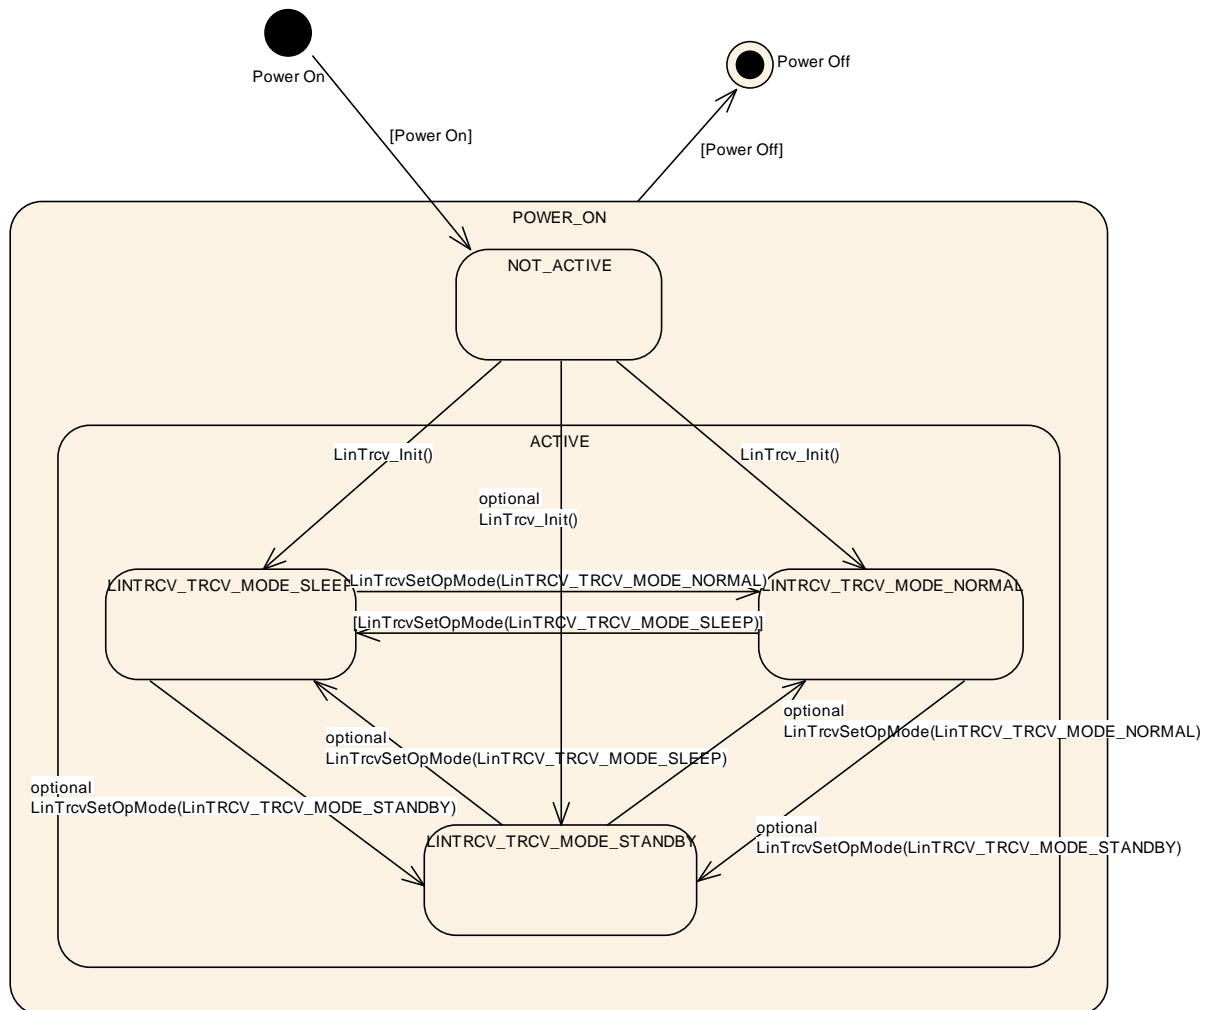 Power On
Power Off
[Power On]
[Power Off]
POWER_ON
NOT_ACTIVE
ACTIVE
LinTrcv_Init()
LinTrcv_Init()
optional
LinTrcv_Init()
LINTRCV_TRCV_MODE_SLEEP
LinTrcvSetOpMode(LinTRCV_TRCV_MODE_NORMAL)
LINTRCV_TRCV_MODE_NORMAL
[LinTrcvSetOpMode(LinTRCV_TRCV_MODE_SLEEP)]
optional
LinTrcvSetOpMode(LinTRCV_TRCV_MODE_NORMAL)
optional
LinTrcvSetOpMode(LinTRCV_TRCV_MODE_SLEEP)
optional
LinTrcvSetOpMode(LinTRCV_TRCV_MODE_STANDBY)
optional
LinTrcvSetOpMode(LinTRCV_TRCV_MODE_STANDBY)
LINTRCV_TRCV_MODE_STANDBY